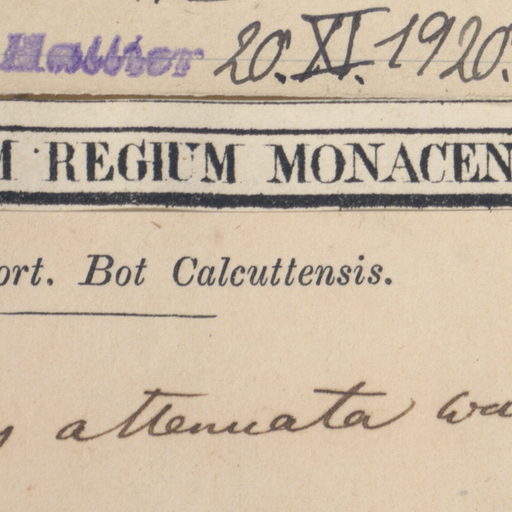 Hallier 20.XI.1920.
M REGIUM MONACEN
ort. Bot Calcuttensis.
attenuata